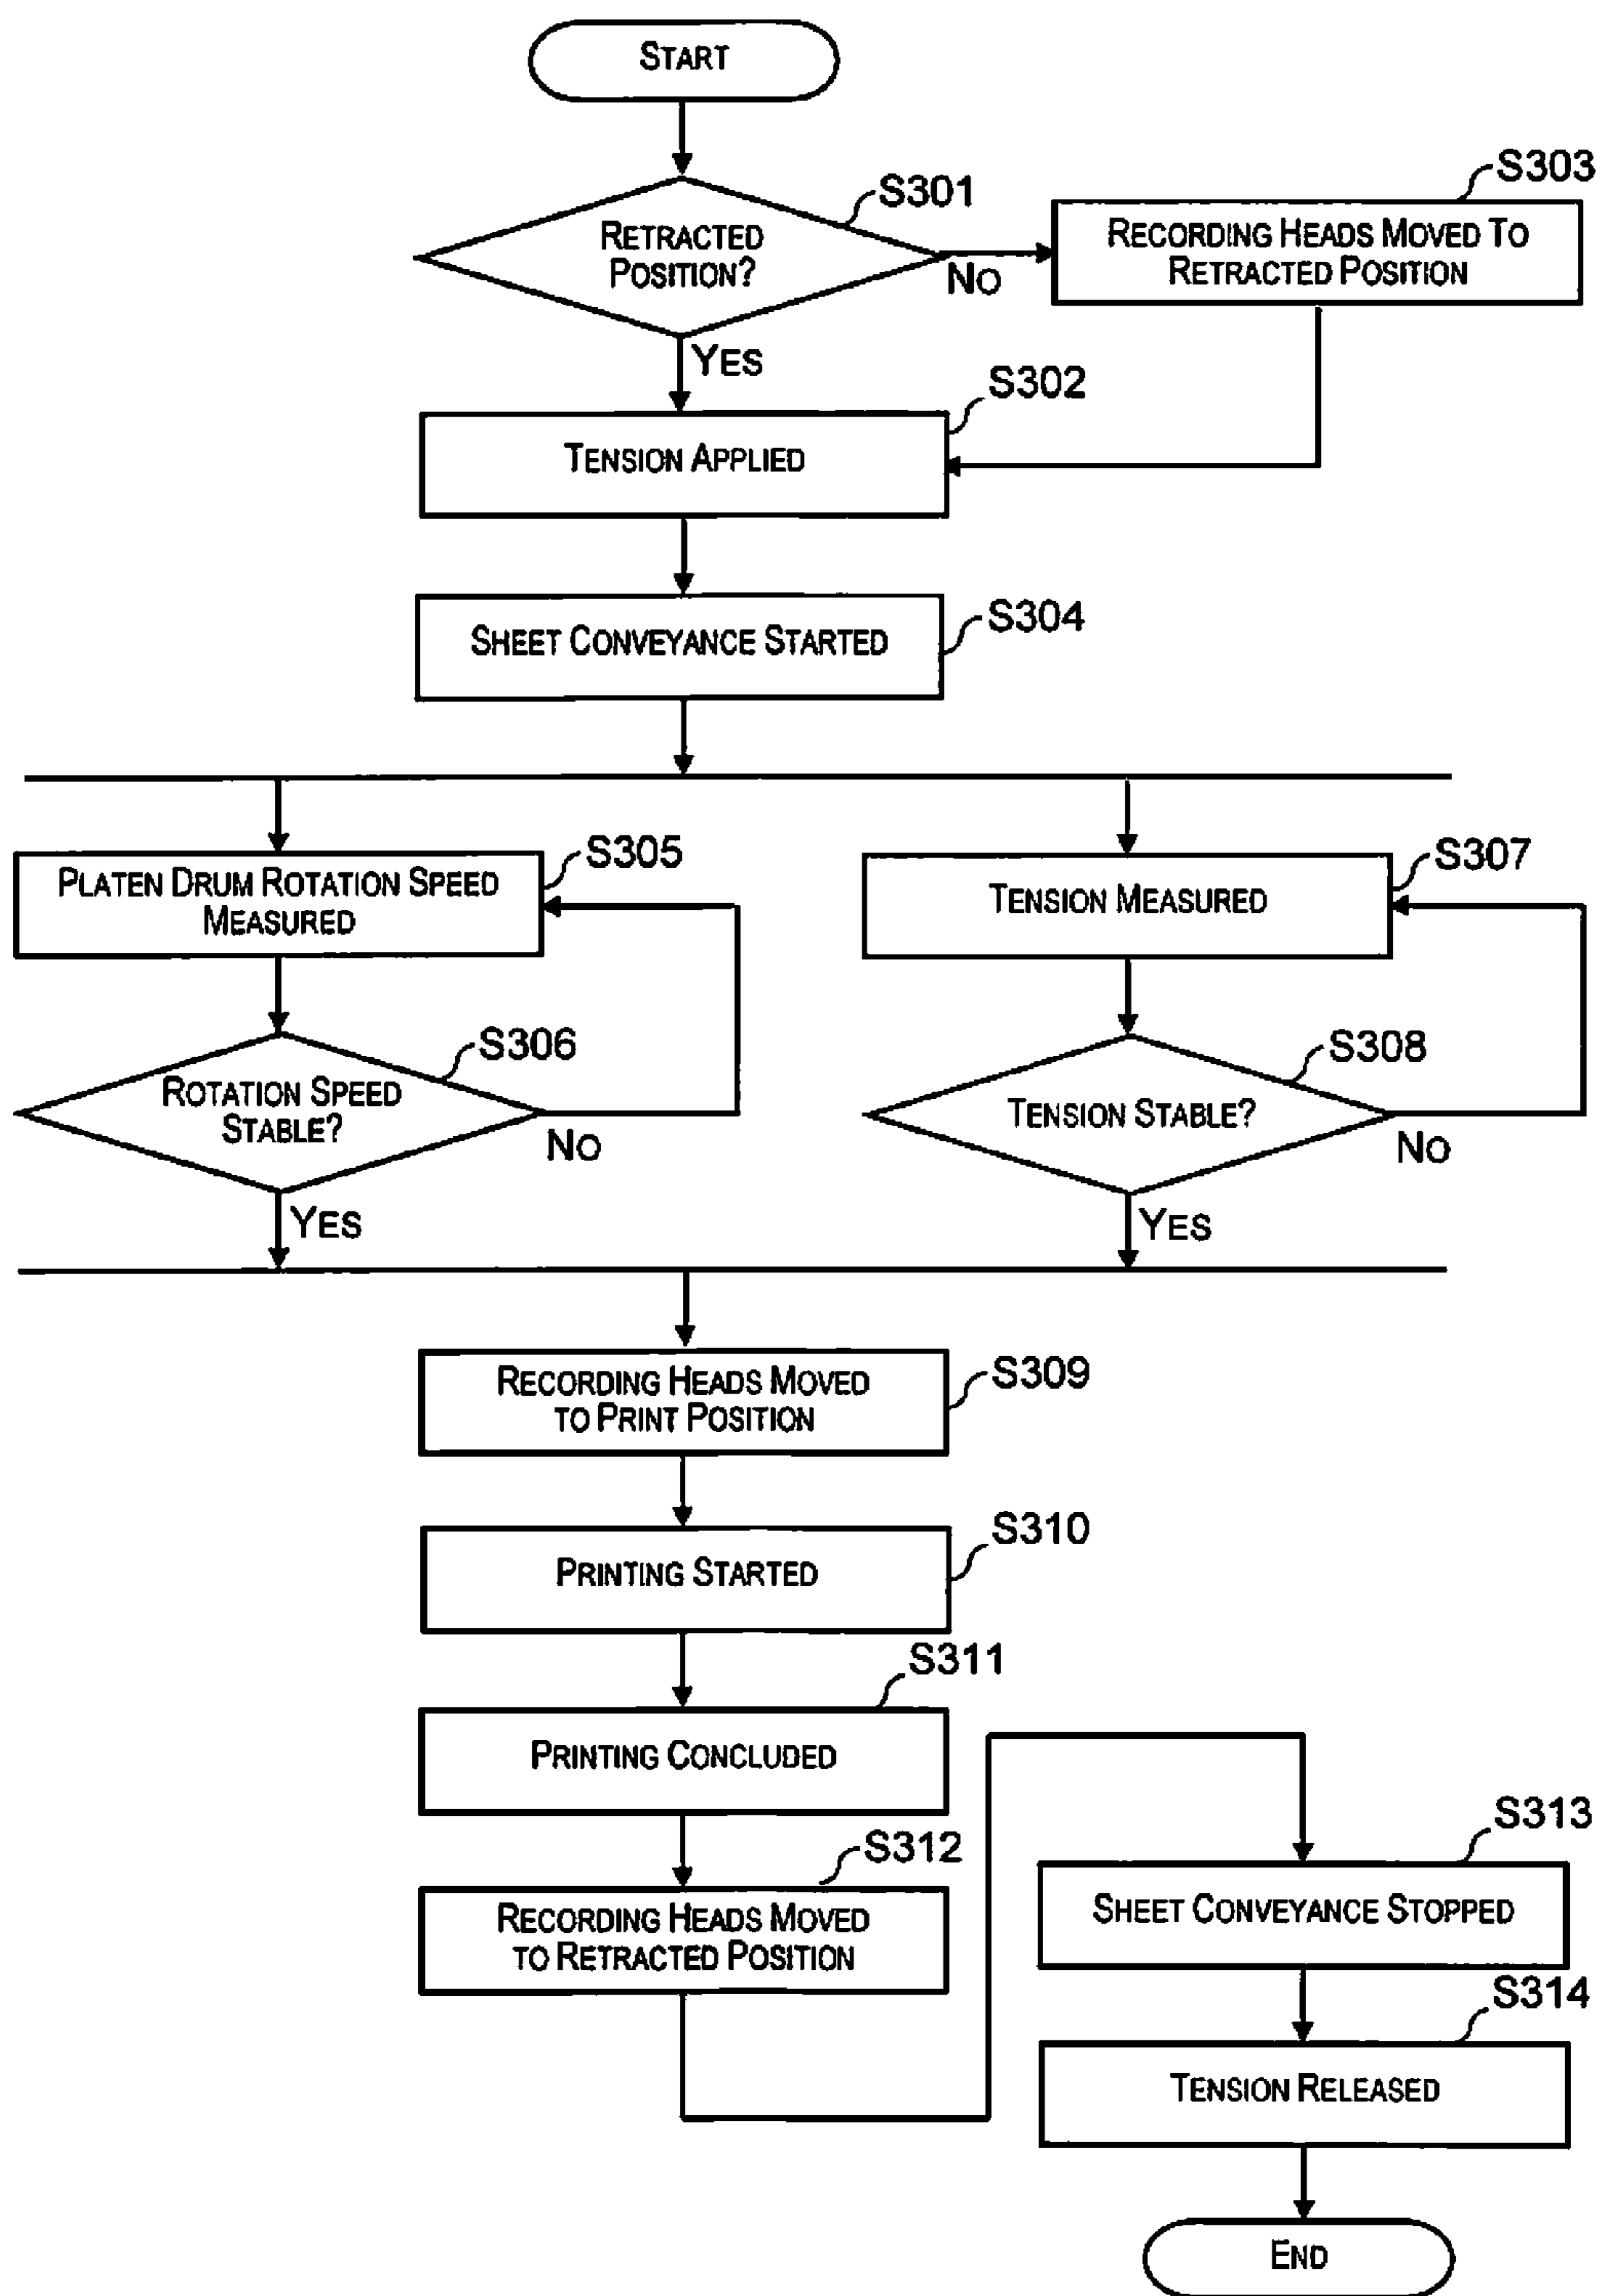 START
S301
RETRACTED
POSITION?
NO
S303
RECORDING HEADS MOVED TO
RETRACTED POSITION
YES
S302
TENSION APPLIED
SHEET CONVEYANCE STARTED
S304
S305
PLATEN DRUM ROTATION SPEED
MEASURED
S307
TENSION MEASURED
S306
ROTATION SPEED
STABLE?
NO
YES
S308
TENSION STABLE?
NO
YES
RECORDING HEADS MOVED
TO PRINT POSITION
S309
S310
PRINTING STARTED
S311
PRINTING CONCLUDED
S312
RECORDING HEADS MOVED
TO RETRACTED POSITION
S313
SHEET CONVEYANCE STOPPED
S314
TENSION RELEASED
END